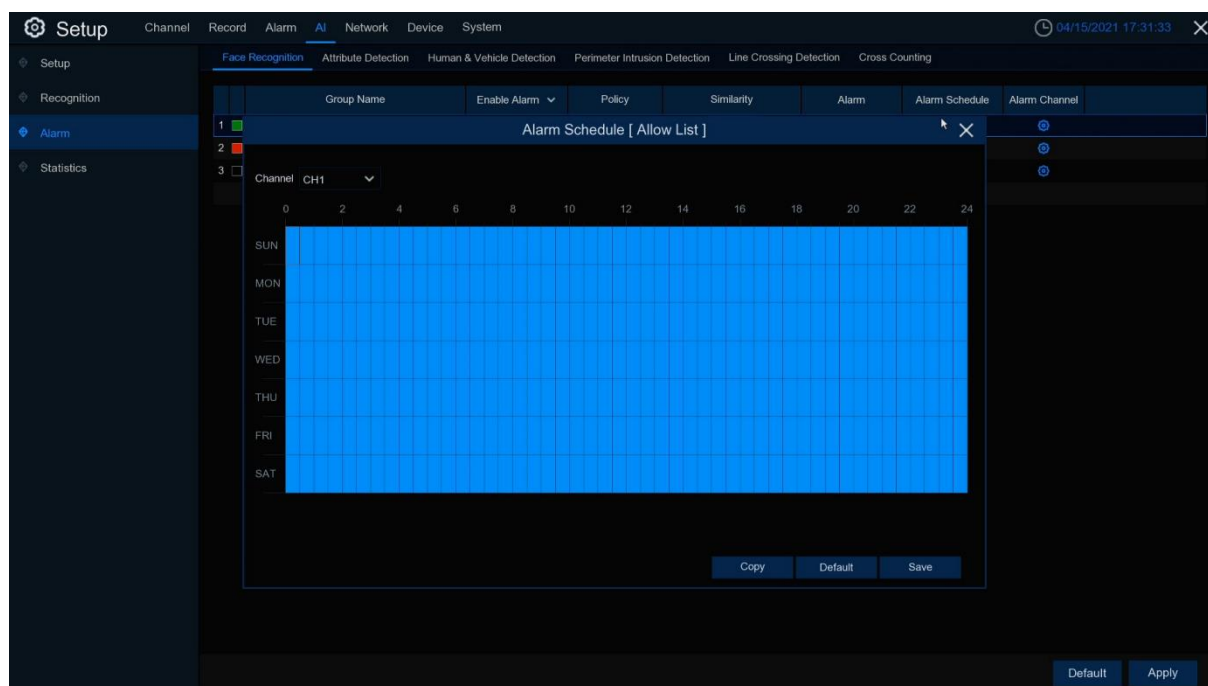 Setup Channel Record Alarm AI Network Device System 04/15/2021 17:31:33
Setup
Recognition
Alarm
Statistics
Face Recognition Attribute Detection Human & Vehicle Detection Perimeter Intrusion Detection Line Crossing Detection Cross Counting
Group Name Enable Alarm Policy Similarity Alarm Alarm Schedule Alarm Channel
1
2
3
Alarm Schedule [ Allow List ]
Channel CH1
0 2 4 6 8 10 12 14 16 18 20 22 24
SUN
MON
TUE
WED
THU
FRI
SAT
Copy Default Save
Default Apply